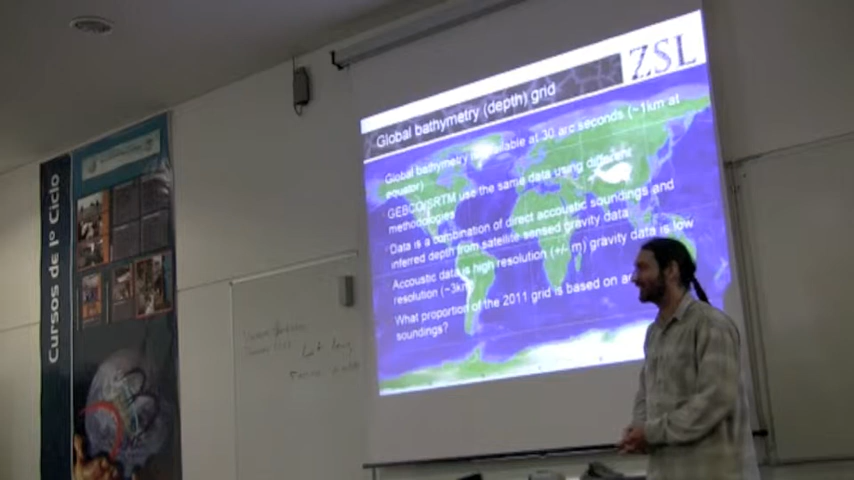 ZSL
Global bathymetry (depth) grid
Global bathymetry is available at 30 arc seconds (~1km at
equator)
GEBCO/SRTM use the same data using different
methodologies
Data is a combination of direct accoustic soundings and
inferred depth from satellite sensed gravity data
Accoustic data is high resolution (+/- m) gravity data is low
resolution (~3km
What proportion of the 2011 grid is based on
soundings?
Cursos de 1º Ciclo